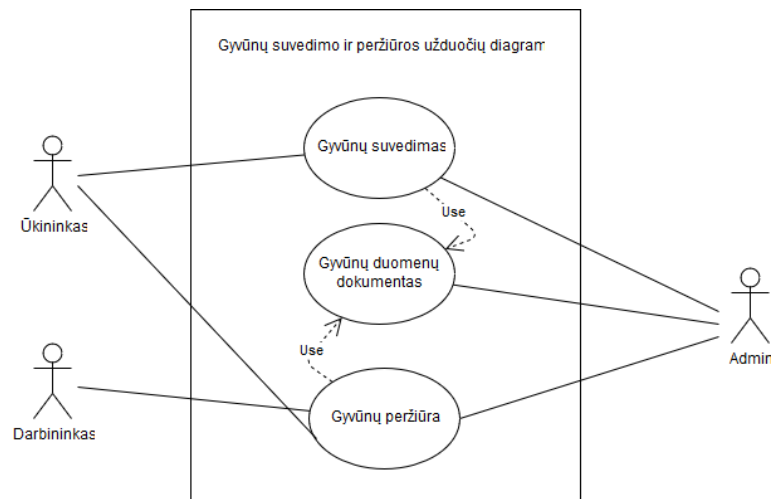 Gyvūnų suvedimo ir peržiūros užduočių diagram
Gyvūnų suvedimas
Use
Ūkininkas
Gyvūnų duomenų
dokumentas
Use
Admin
Gyvūnų peržiūra
Darbininkas